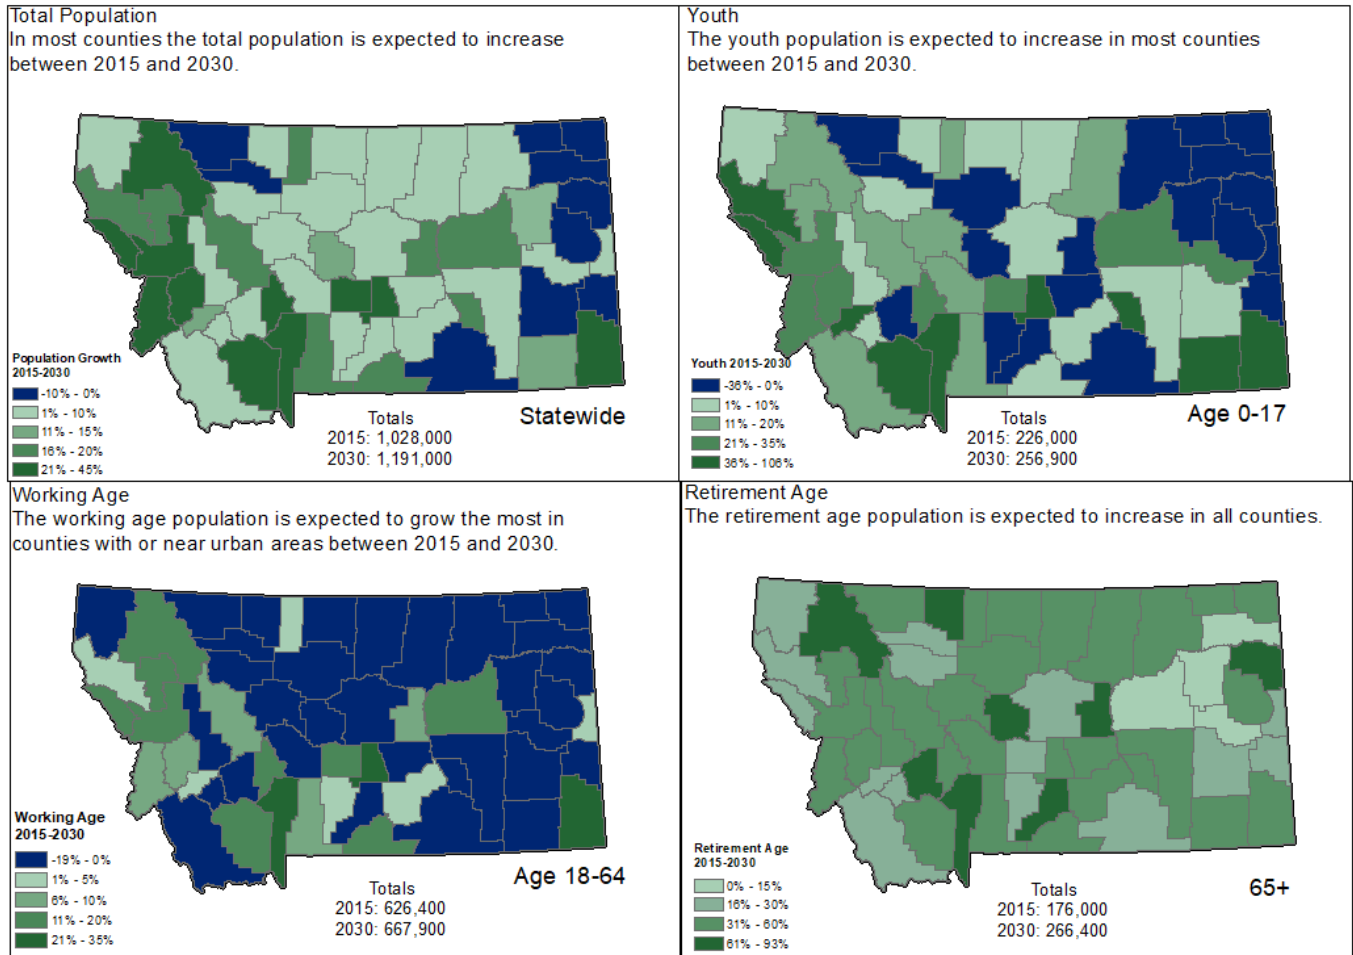 Total Population
In most counties the total population is expected to increase
between 2015 and 2030.
Population Growth
2015-2030
-10% - 0%
1% - 10%
11% - 15%
16% - 20%
21% - 45%
Totals
2015: 1,028,000
2030: 1,191,000
Statewide
Youth
The youth population is expected to increase in most counties
between 2015 and 2030.
Youth 2015-2030
-36% - 0%
1% - 10%
11% - 20%
21% - 35%
36% - 106%
Totals
2015: 226,000
2030: 256,900
Age 0-17
Working Age
The working age population is expected to grow the most in
counties with or near urban areas between 2015 and 2030.
Working Age
2015-2030
-19% - 0%
1% - 5%
6% - 10%
11% - 20%
21% - 35%
Totals
2015: 626,400
2030: 667,900
Age 18-64
Retirement Age
The retirement age population is expected to increase in all counties.
Retirement Age
2015-2030
0% - 15%
16% - 30%
31% - 60%
61% - 93%
Totals
2015: 176,000
2030: 266,400
65+